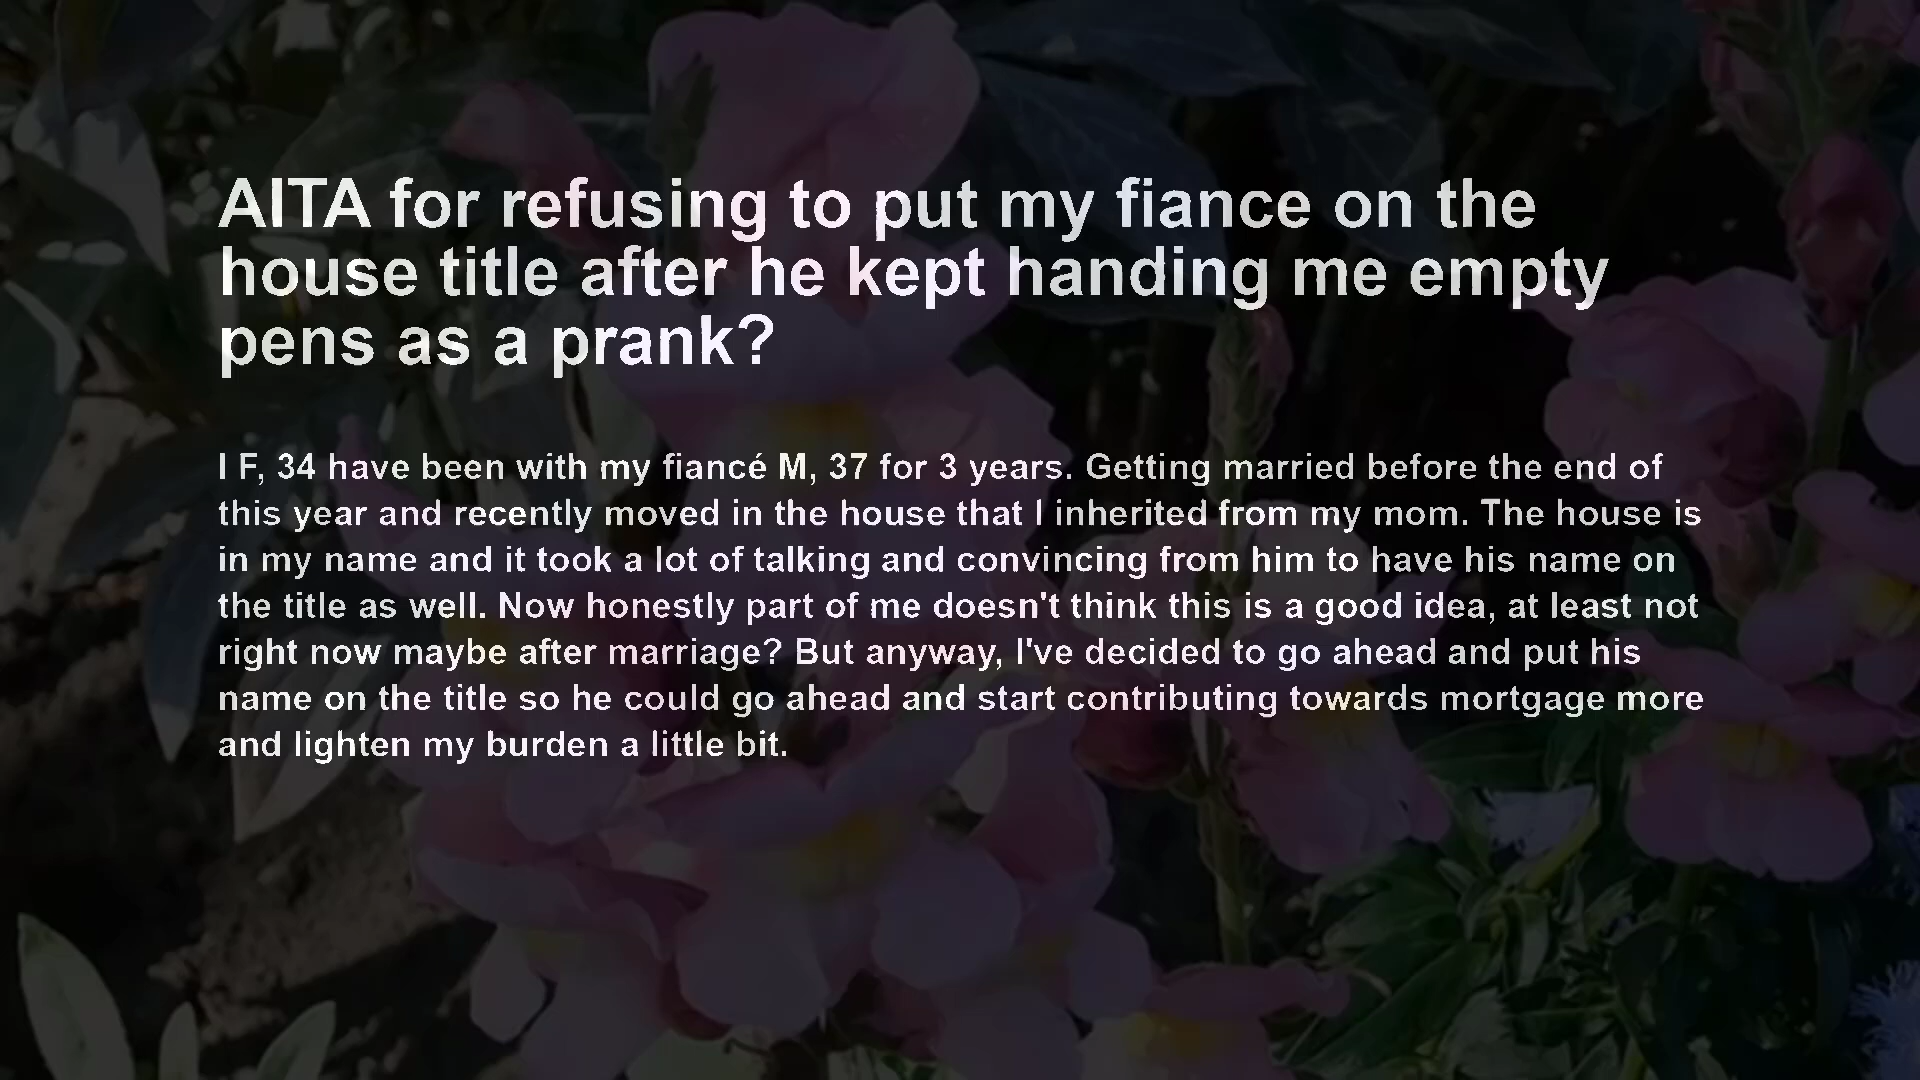 AITA for refusing to put my fiance on the
house title after he kept handing me empty
pens as a prank?
I F, 34 have been with my fiancé M, 37 for 3 years. Getting married before the end of
this year and recently moved in the house that I inherited from my mom. The house is
in my name and it took a lot of talking and convincing from him to have his name on
the title as well. Now honestly part of me doesn't think this is a good idea, at least not
right now maybe after marriage? But anyway, I've decided to go ahead and put his
name on the title so he could go ahead and start contributing towards mortgage more
and lighten my burden a little bit.